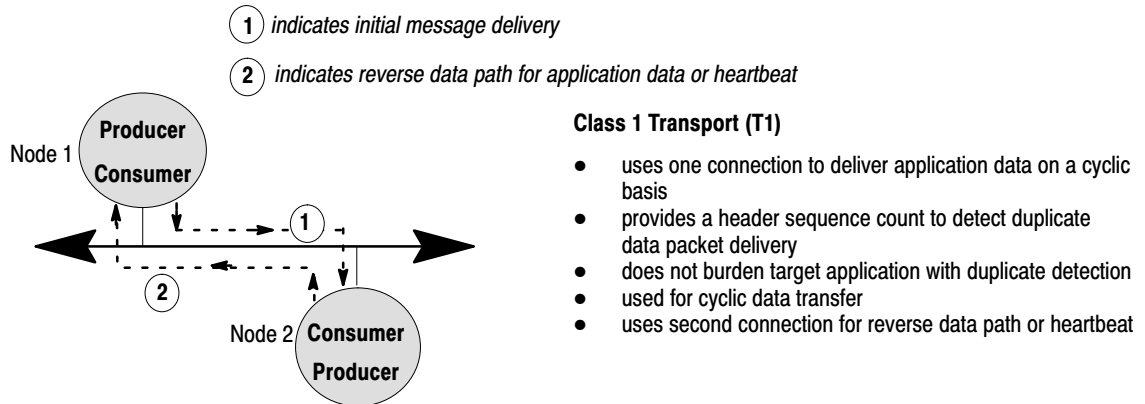 1 indicates initial message delivery
2 indicates reverse data path for application data or heartbeat
Producer
Node 1
Consumer
1
2
Node 2
Consumer
Producer
Class 1 Transport (T1)
● uses one connection to deliver application data on a cyclic
basis
● provides a header sequence count to detect duplicate
data packet delivery
● does not burden target application with duplicate detection
● used for cyclic data transfer
● uses second connection for reverse data path or heartbeat